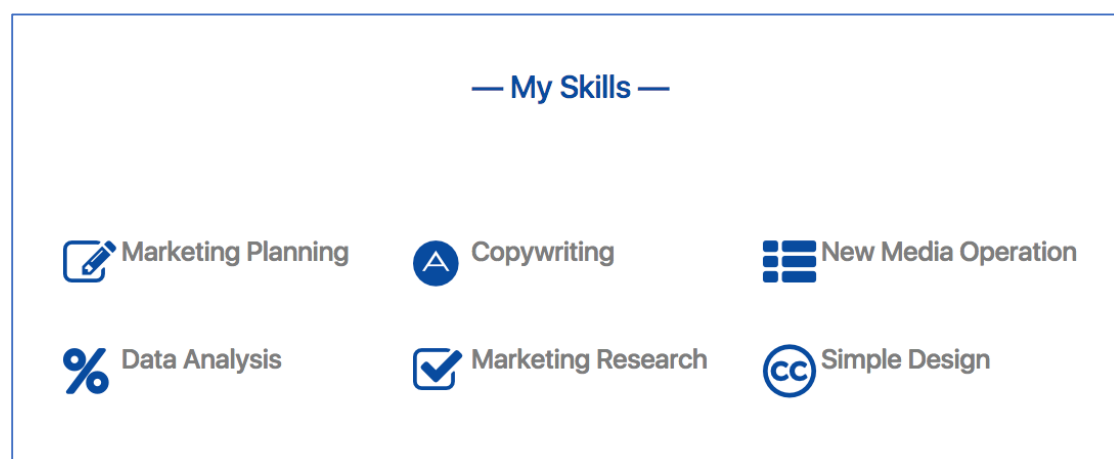 — My Skills —
Marketing Planning
Copywriting
New Media Operation
Data Analysis
Marketing Research
Simple Design